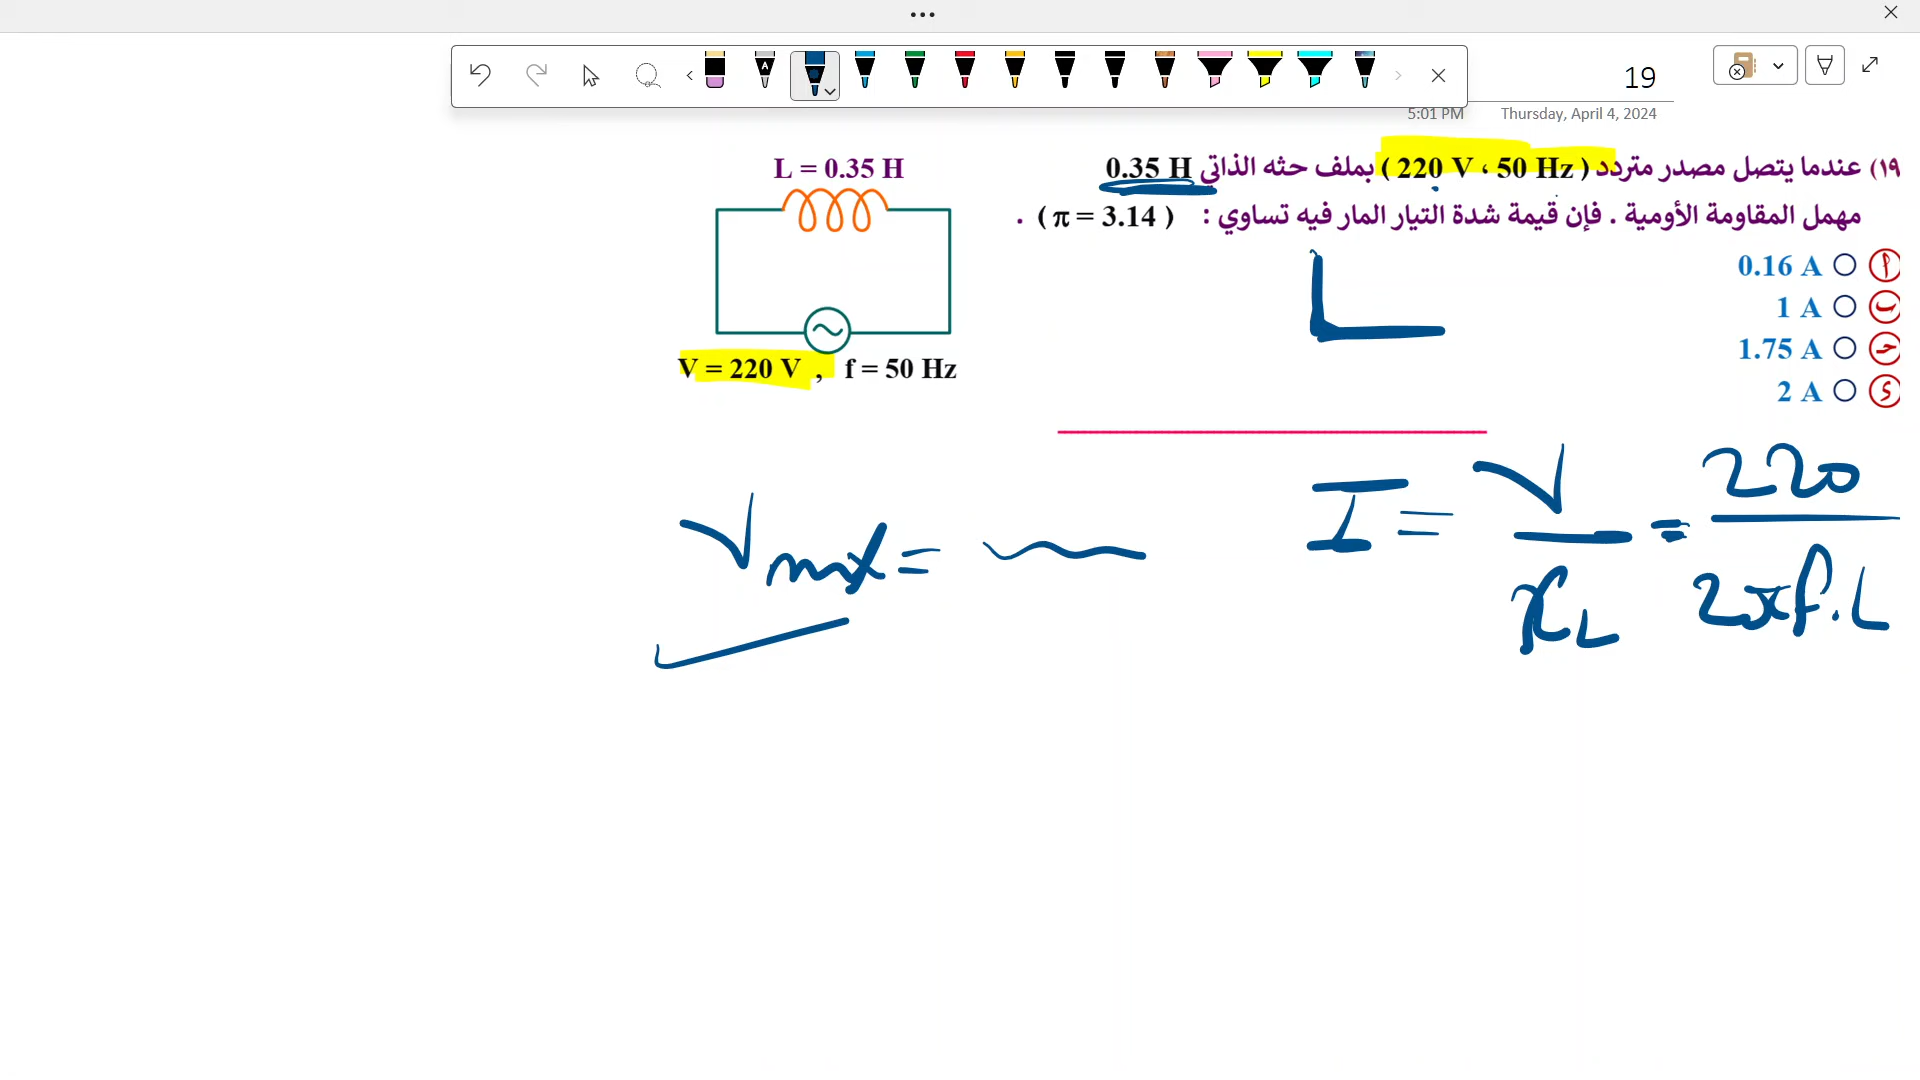 19
5:01 PM Thursday, April 4, 2024
١٩) عندما يتصل مصدر متردد ( 220 V ، 50 Hz ) بملف حثه الذاتي 0.35 H
مهمل المقاومة الأومية . فإن قيمة شدة التيار المار فيه تساوي : ( π = 3.14 ) .
أ 0.16 A
ب 1 A
حـ 1.75 A
د 2 A
L = 0.35 H
V = 220 V , f = 50 Hz
L
I = V / XL = 220 / 2πf.L
Vmx =